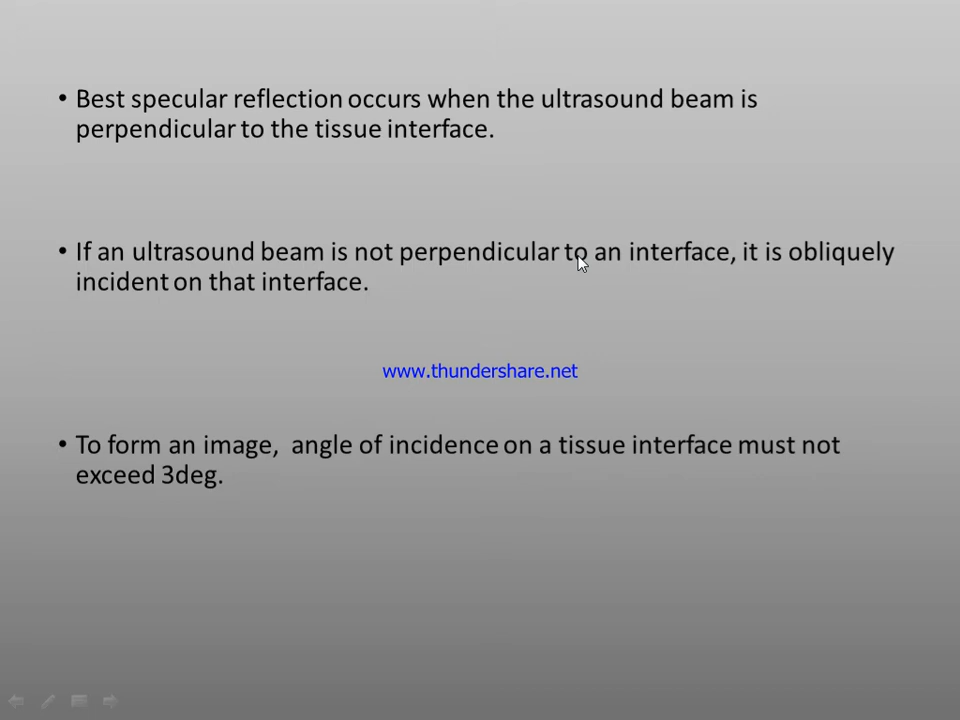 • Best specular reflection occurs when the ultrasound beam is
perpendicular to the tissue interface.
• If an ultrasound beam is not perpendicular to an interface, it is obliquely
incident on that interface.
www.thundershare.net
• To form an image,  angle of incidence on a tissue interface must not
exceed 3deg.